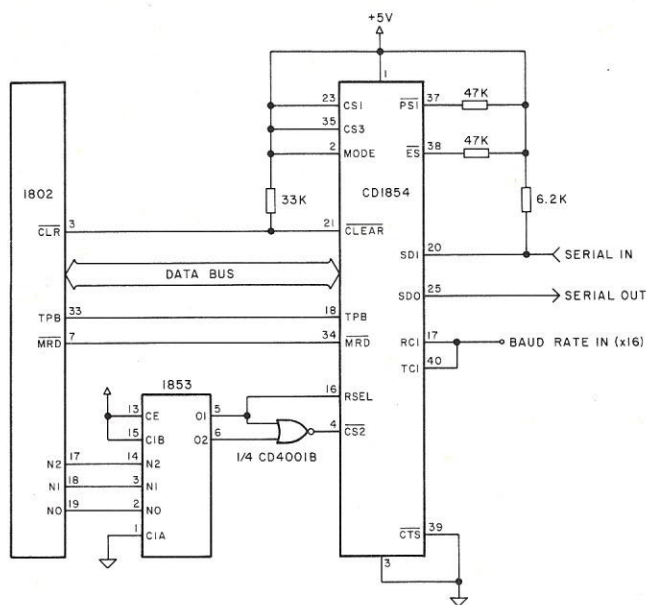 +5V
1
23 CS1 PS1 37 47K
35 CS3
2 MODE ES 38 47K
1802
CD1854
33K
6.2K
CLR 3 21 CLEAR
SDI 20 SERIAL IN
DATA BUS
SDO 25 SERIAL OUT
TPB 33 18 TPB
MRD 7 34 MRD
RCI 17 BAUD RATE IN (x16)
TCI 40
1853
13 CE O1 5 16 RSEL
15 CIB O2 6 4 CS2
1/4 CD4001B
N2 17 14 N2
N1 18 3 N1
N0 19 2 N0
1 CIA
CTS 39
3